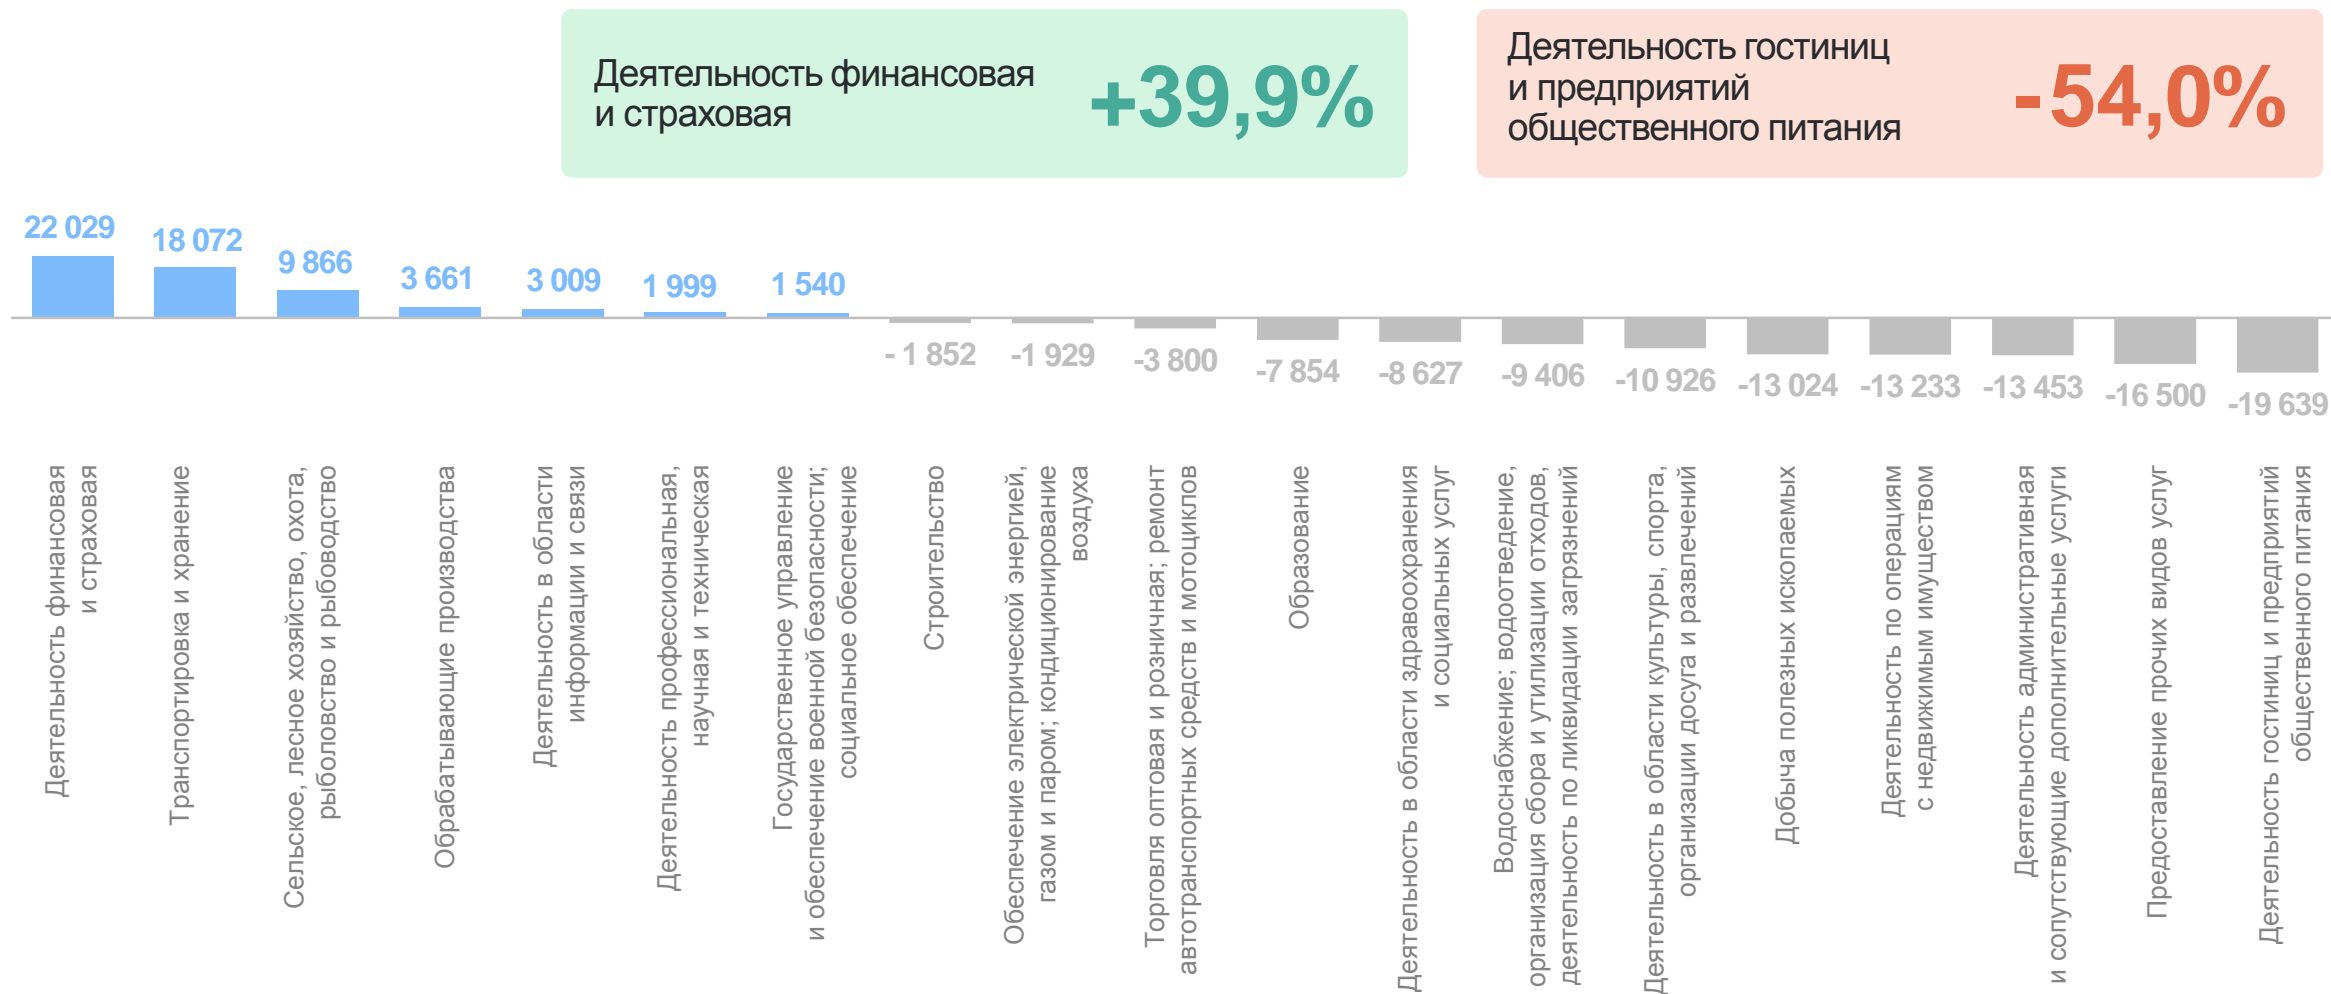 Деятельность финансовая
и страховая
+39,9%
Деятельность гостиниц
и предприятий
общественного питания
-54,0%
22 029
18 072
9 866
3 661
3 009
1 999
1 540
- 1 852
-1 929
-3 800
-7 854
-8 627
-9 406
-10 926
-13 024
-13 233
-13 453
-16 500
-19 639
Деятельность финансовая
и страховая
Транспортировка и хранение
Сельское, лесное хозяйство, охота,
рыболовство и рыбоводство
Обрабатывающие производства
Деятельность в области
информации и связи
Деятельность профессиональная,
научная и техническая
Государственное управление
и обеспечение военной безопасности;
социальное обеспечение
Строительство
Обеспечение электрической энергией,
газом и паром; кондиционирование
воздуха
Торговля оптовая и розничная; ремонт
автотранспортных средств и мотоциклов
Образование
Деятельность в области здравоохранения
и социальных услуг
Водоснабжение; водоотведение,
организация сбора и утилизации отходов,
деятельность по ликвидации загрязнений
Деятельность в области культуры, спорта,
организации досуга и развлечений
Добыча полезных ископаемых
Деятельность по операциям
с недвижимым имуществом
Деятельность административная
и сопутствующие дополнительные услуги
Предоставление прочих видов услуг
Деятельность гостиниц и предприятий
общественного питания